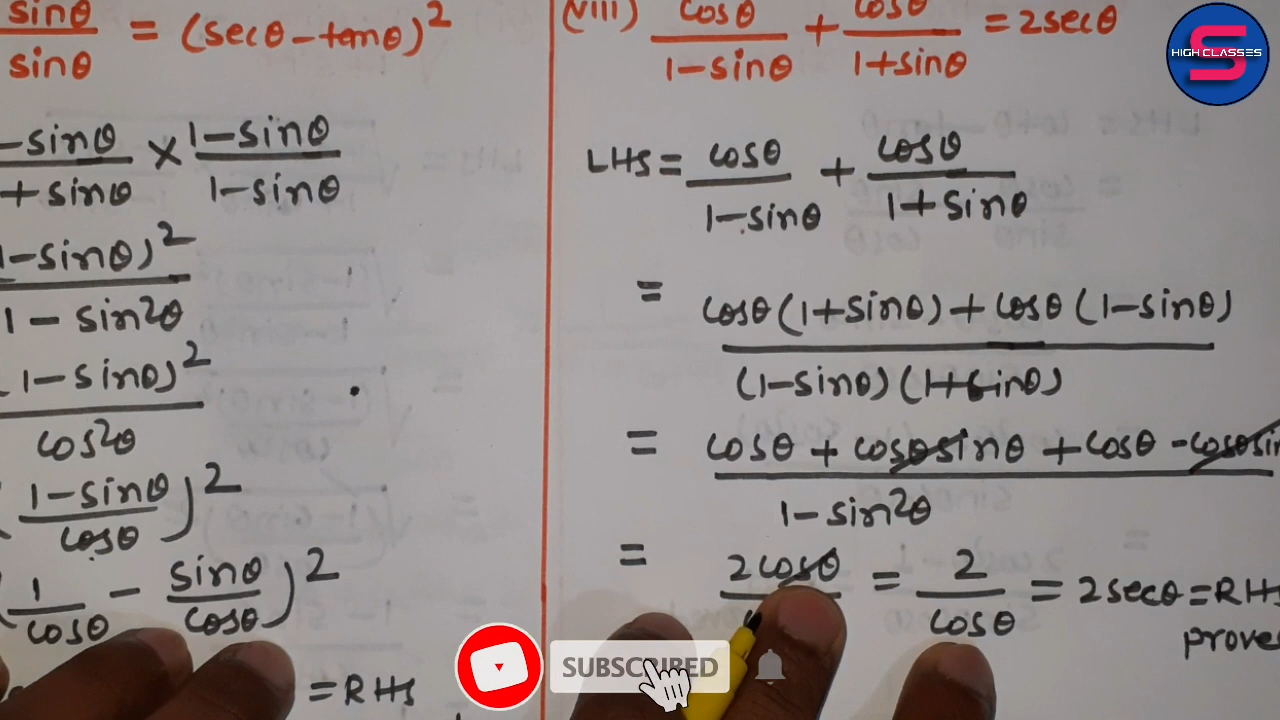 sinθ/sinθ = (secθ - tanθ)²
-sinθ/+sinθ × 1-sinθ/1-sinθ
1-sinθ)²/1 - sin²θ
(1-sinθ)²/cos²θ
(1-sinθ/cosθ)²
(1/cosθ - sinθ/cosθ)²
=RHS
(viii) cosθ/1-sinθ + cosθ/1+sinθ = 2secθ
LHS = cosθ/1-sinθ + cosθ/1+sinθ
= cosθ(1+sinθ)+cosθ(1-sinθ)/(1-sinθ)(1+sinθ)
= cosθ + cosθsinθ + cosθ - cosθsin/1-sin²θ
= 2cosθ/ = 2/cosθ = 2secθ = RHS
prove
S
HIGH CLASSES
SUBSCRIBED